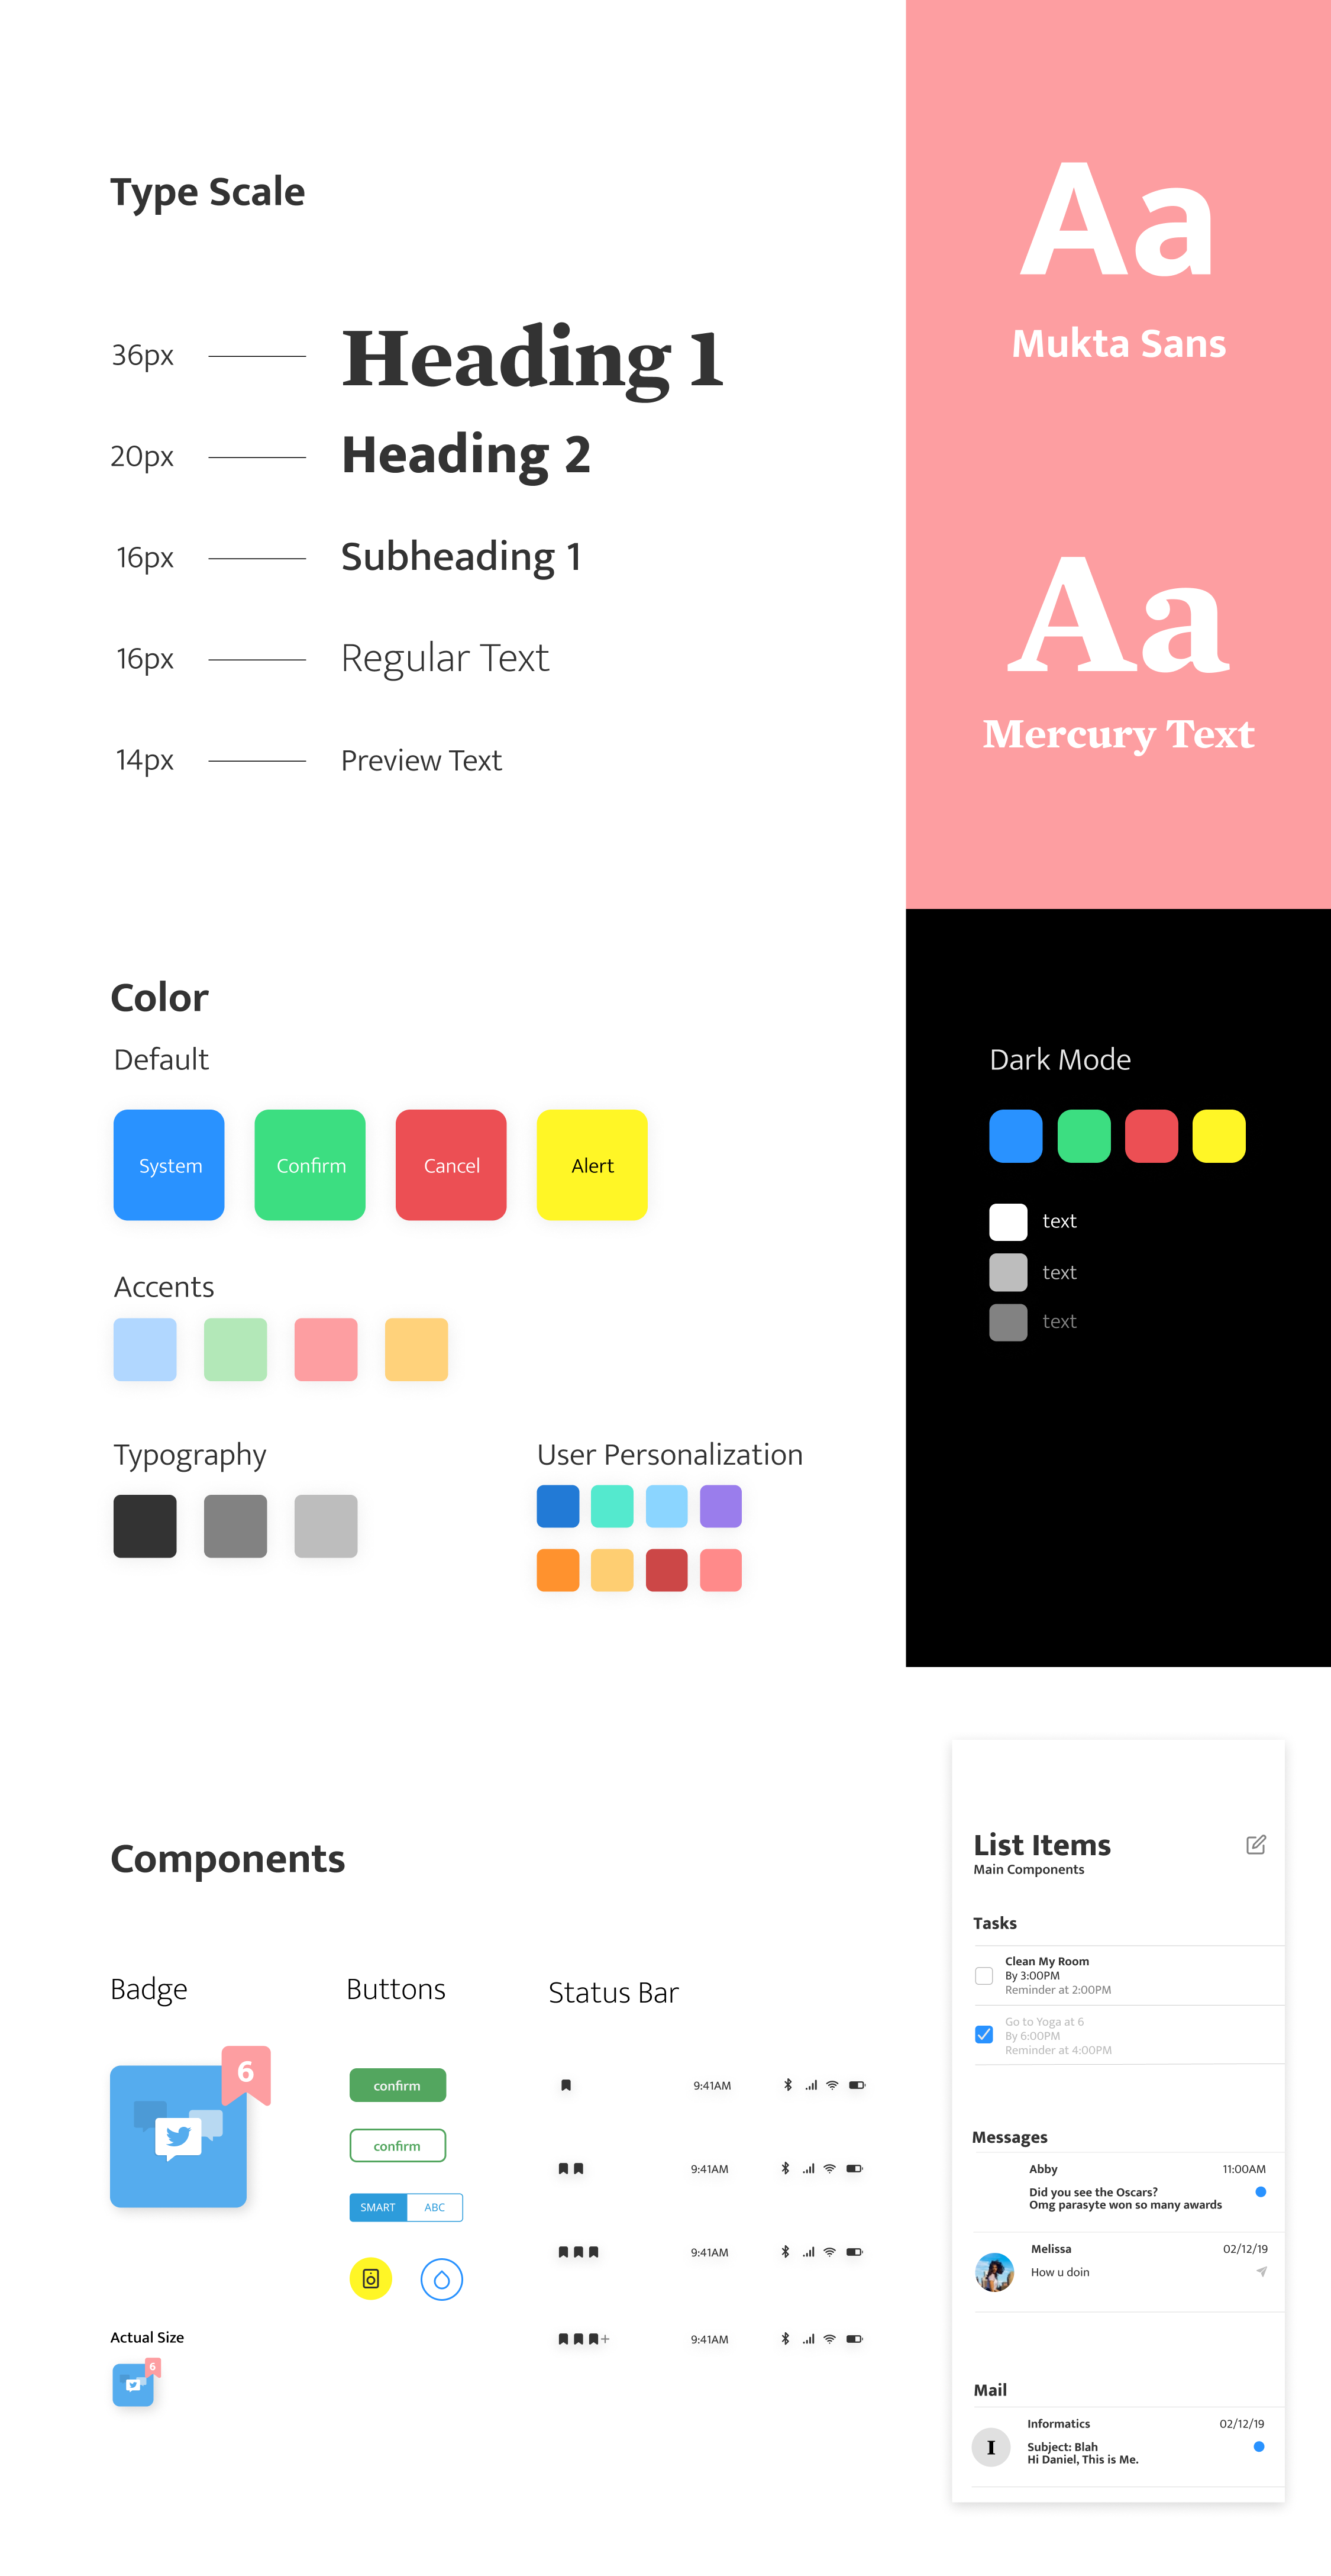 Type Scale
36px Heading 1
20px Heading 2
16px Subheading 1
16px Regular Text
14px Preview Text
Aa
Mukta Sans
Aa
Mercury Text
Color
Default
System Confirm Cancel Alert
Accents
Typography
User Personalization
Dark Mode
text
text
text
Components
Badge
6
Actual Size
6
Buttons
confirm
confirm
SMART ABC
Status Bar
9:41AM
9:41AM
9:41AM
+ 9:41AM
List Items
Main Components
Tasks
Clean My Room
By 3:00PM
Reminder at 2:00PM
Go to Yoga at 6
By 6:00PM
Reminder at 4:00PM
Messages
Abby 11:00AM
Did you see the Oscars?
Omg parasyte won so many awards
Melissa 02/12/19
How u doin
Mail
Informatics 02/12/19
I
Subject: Blah
Hi Daniel, This is Me.